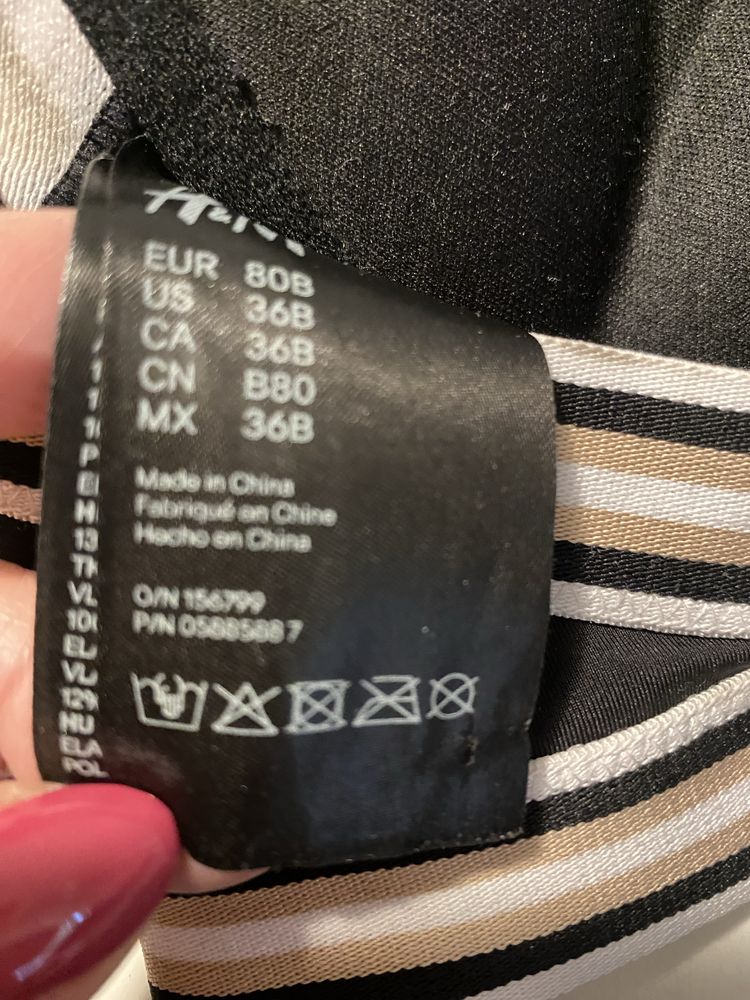 EUR 80B
US 36B
CA 36B
CN B80
MX 36B
Made in China
Fabriqué en Chine
Hecho en China
O/N 156799
P/N 05885887